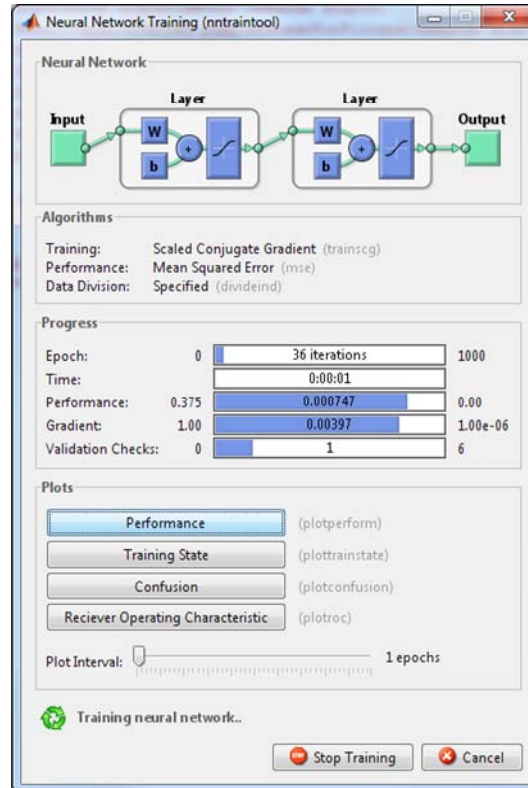 Neural Network Training (nntraintool)
Neural Network
Layer Layer
Input Output
W W
b b
Algorithms
Training: Scaled Conjugate Gradient (trainscg)
Performance: Mean Squared Error (mse)
Data Division: Specified (divideind)
Progress
Epoch: 0 36 iterations 1000
Time: 0:00:01
Performance: 0.375 0.000747 0.00
Gradient: 1.00 0.00397 1.00e-06
Validation Checks: 0 1 6
Plots
Performance (plotperform)
Training State (plottrainstate)
Confusion (plotconfusion)
Reciever Operating Characteristic (plotroc)
Plot Interval: 1 epochs
Training neural network..
Stop Training Cancel